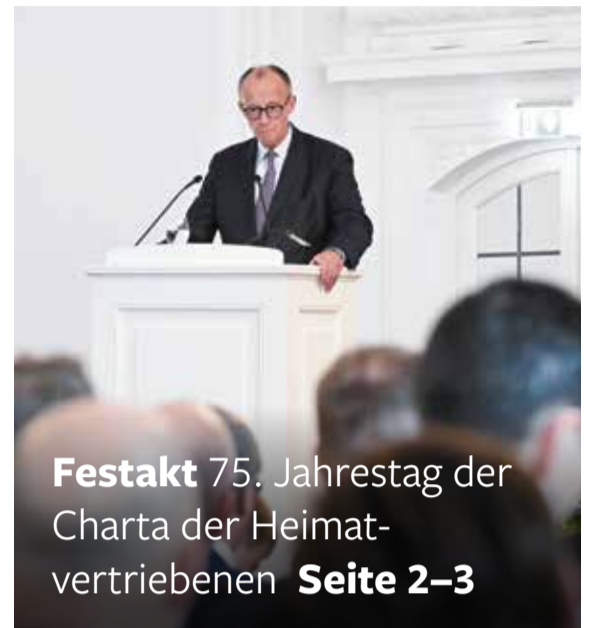 Festakt 75. Jahrestag der
Charta der Heimat-
vertriebenen Seite 2–3